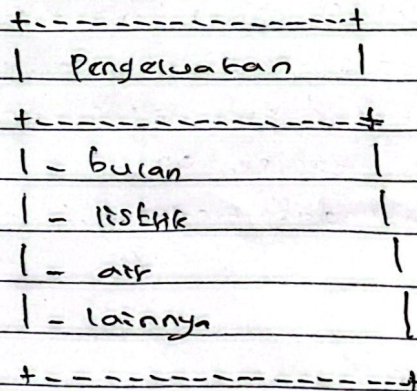 +-----------------+
| Pengeluaran |
+-----------------+
| - bulan |
| - listrik |
| - air |
| - lainnya |
+-----------------+